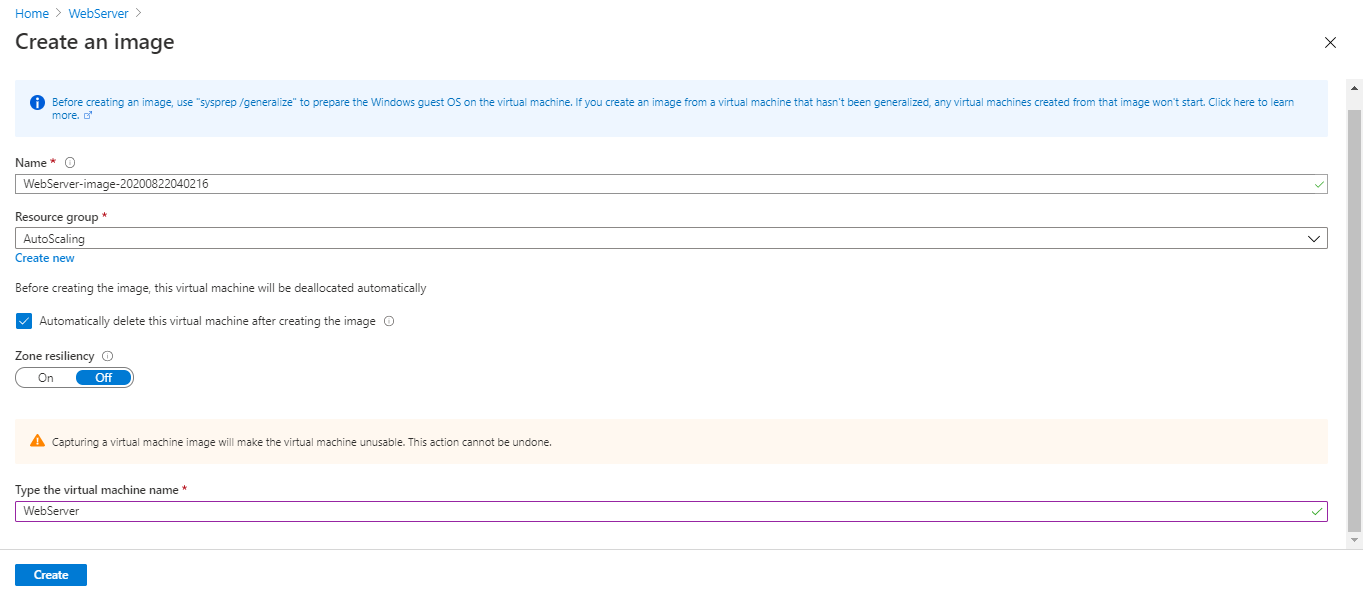 Home > WebServer >
Create an image
Before creating an image, use "sysprep /generalize" to prepare the Windows guest OS on the virtual machine. If you create an image from a virtual machine that hasn't been generalized, any virtual machines created from that image won't start. Click here to learn
more.
Name *
WebServer-image-20200822040216
Resource group *
AutoScaling
Create new
Before creating the image, this virtual machine will be deallocated automatically
Automatically delete this virtual machine after creating the image
Zone resiliency
On Off
Capturing a virtual machine image will make the virtual machine unusable. This action cannot be undone.
Type the virtual machine name *
WebServer
Create